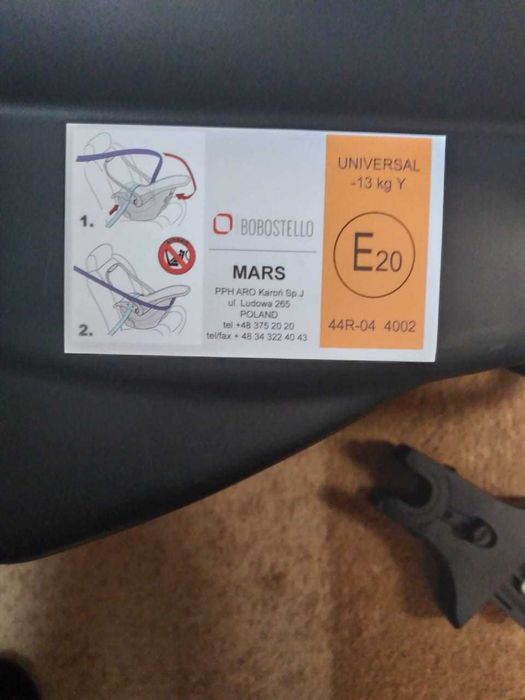 1.
2.
BOBOSTELLO
MARS
PPH ARO Karoń Sp.J
ul. Ludowa 265
POLAND
tel.+48 375 20 20
tel/fax + 48 34 322 40 43
UNIVERSAL
-13 kg Y
E20
44R-04 4002